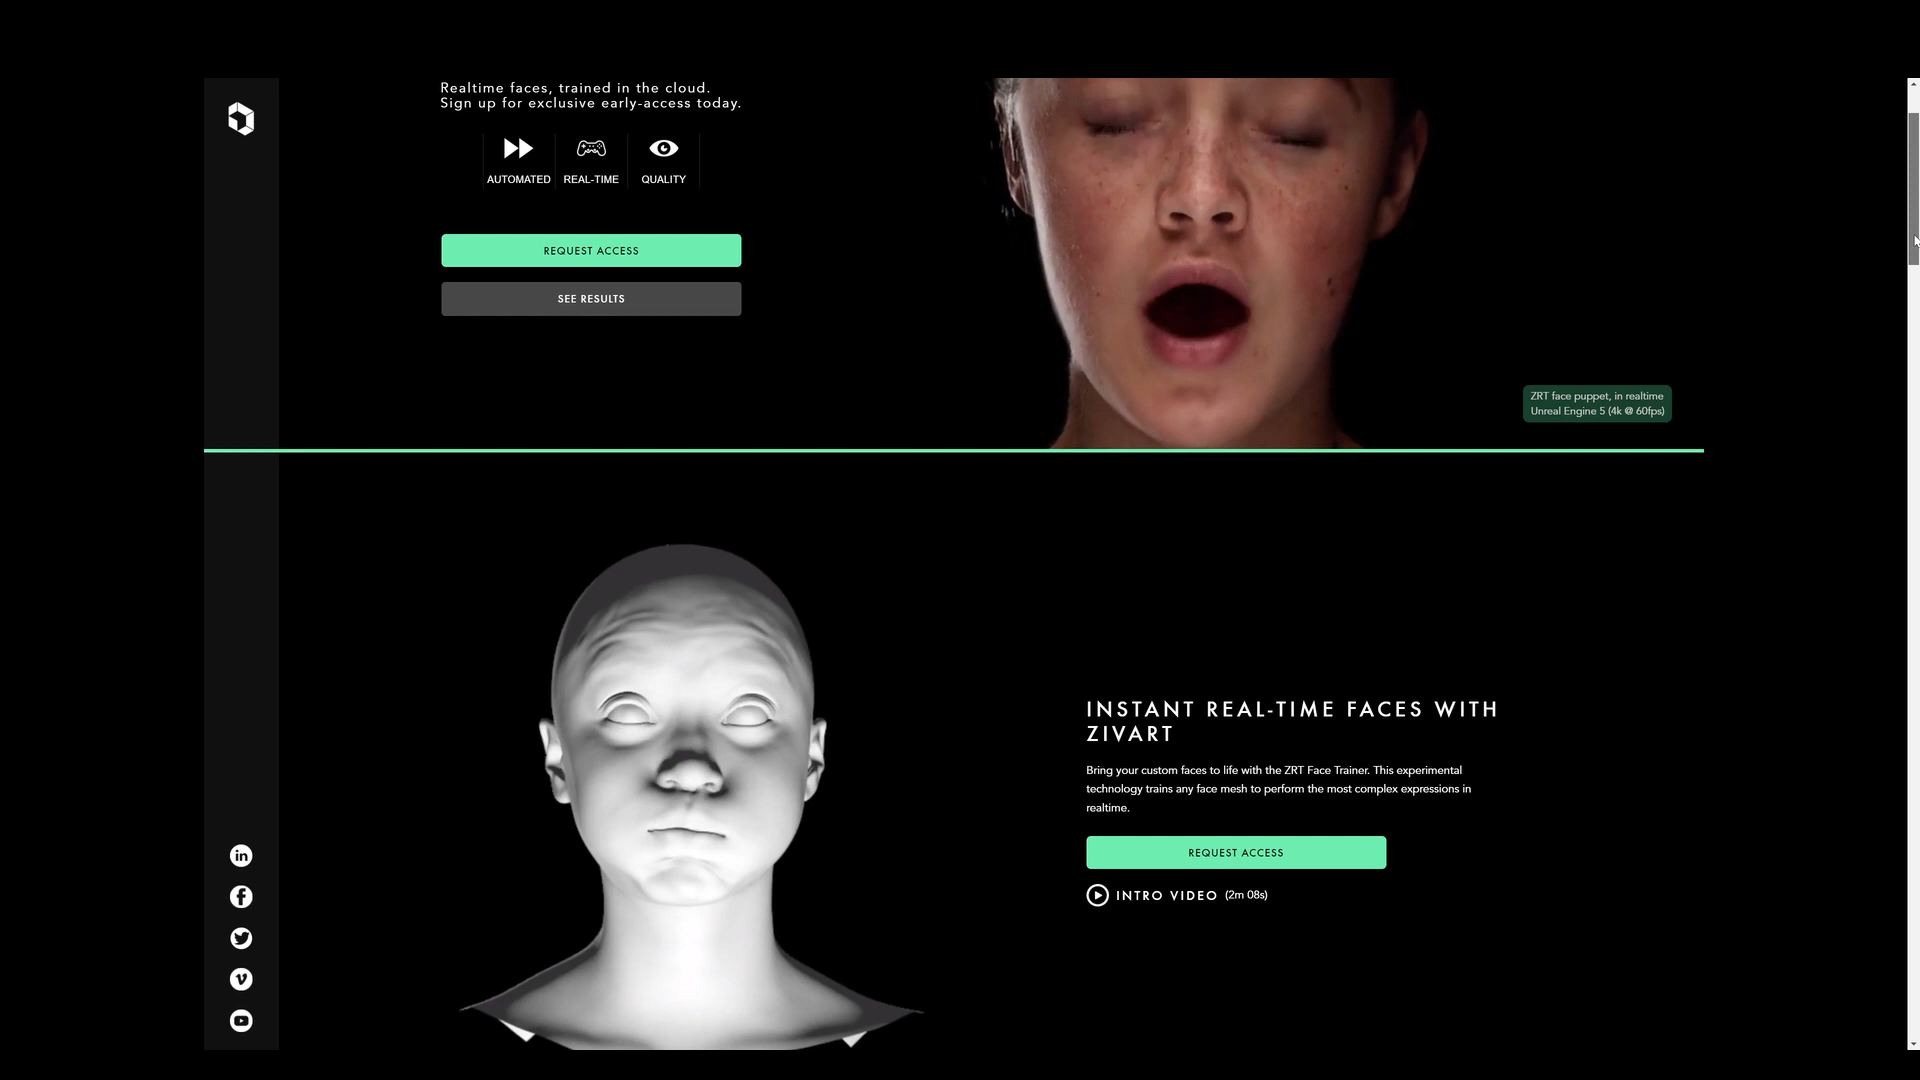 Realtime faces, trained in the cloud.
Sign up for exclusive early-access today.
AUTOMATED
REAL-TIME
QUALITY
REQUEST ACCESS
SEE RESULTS
ZRT face puppet, in realtime
Unreal Engine 5 (4k @ 60fps)
INSTANT REAL-TIME FACES WITH
ZIVART
Bring your custom faces to life with the ZRT Face Trainer. This experimental
technology trains any face mesh to perform the most complex expressions in
realtime.
REQUEST ACCESS
INTRO VIDEO (2m 08s)